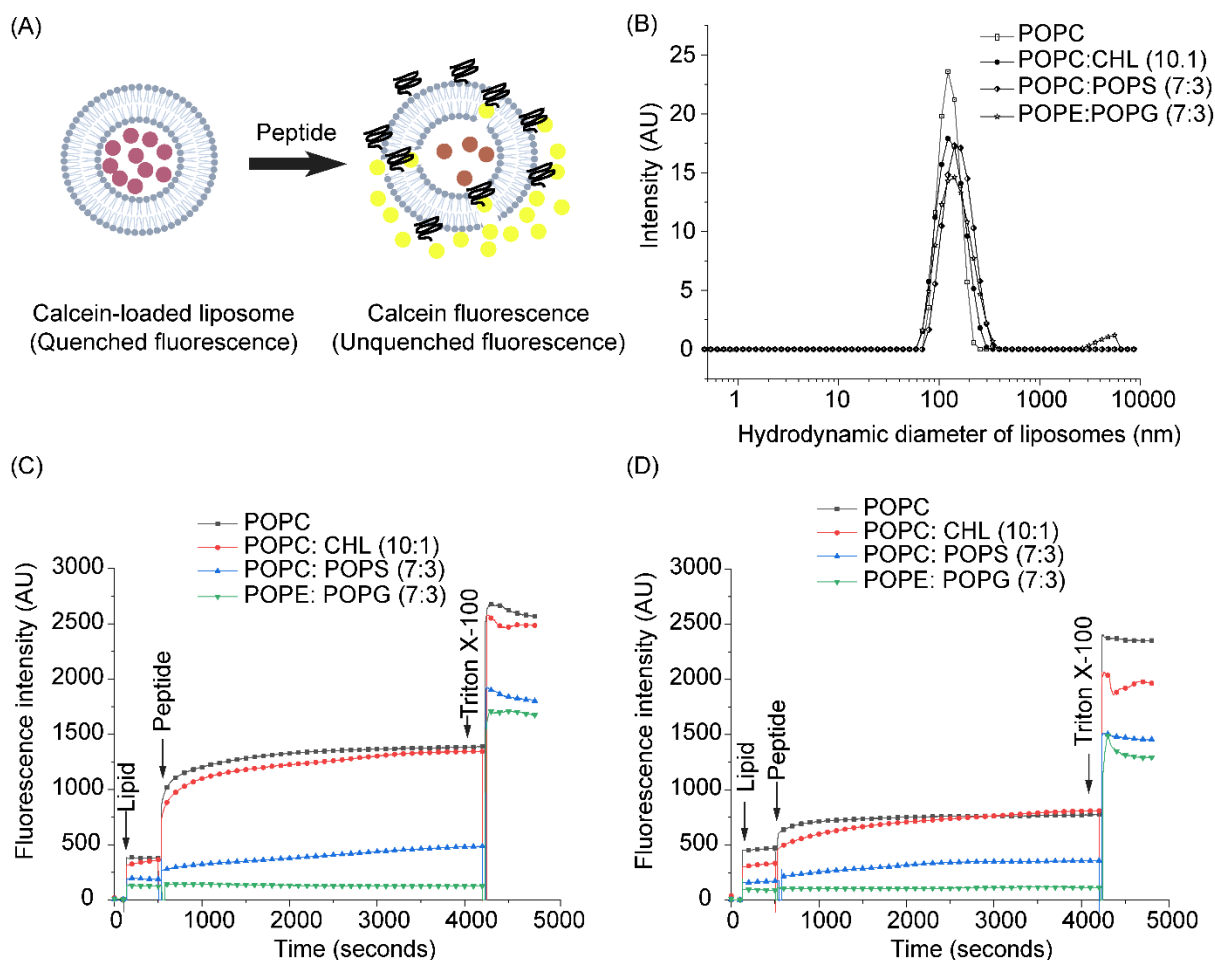 (A)
Peptide
Calcein-loaded liposome
(Quenched fluorescence)
Calcein fluorescence
(Unquenched fluorescence)
(B)
POPC
POPC:CHL (10.1)
POPC:POPS (7:3)
POPE:POPG (7:3)
25
20
15
10
5
0
Intensity (AU)
1
10
100
1000
10000
Hydrodynamic diameter of liposomes (nm)
(C)
POPC
POPC: CHL (10:1)
POPC: POPS (7:3)
POPE: POPG (7:3)
3000
2500
2000
1500
1000
500
0
Fluorescence intensity (AU)
Lipid
Peptide
Triton X-100
0
1000
2000
3000
4000
5000
Time (seconds)
(D)
POPC
POPC: CHL (10:1)
POPC: POPS (7:3)
POPE: POPG (7:3)
3000
2500
2000
1500
1000
500
0
Fluorescence intensity (AU)
Lipid
Peptide
Triton X-100
0
1000
2000
3000
4000
5000
Time (seconds)